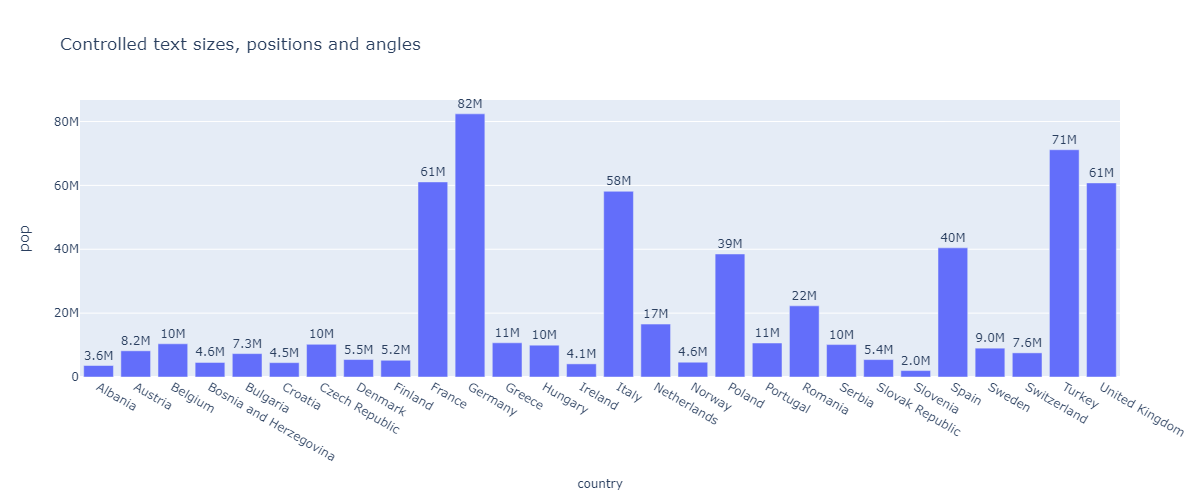 Controlled text sizes, positions and angles
pop
80M
60M
40M
20M
0
3.6M
8.2M
10M
4.6M
7.3M
4.5M
10M
5.5M
5.2M
61M
82M
11M
10M
4.1M
58M
17M
4.6M
39M
11M
22M
10M
5.4M
2.0M
40M
9.0M
7.6M
71M
61M
Albania
Austria
Belgium
Bosnia and Herzegovina
Bulgaria
Croatia
Czech Republic
Denmark
Finland
France
Germany
Greece
Hungary
Ireland
Italy
Netherlands
Norway
Poland
Portugal
Romania
Serbia
Slovak Republic
Slovenia
Spain
Sweden
Switzerland
Turkey
United Kingdom
country